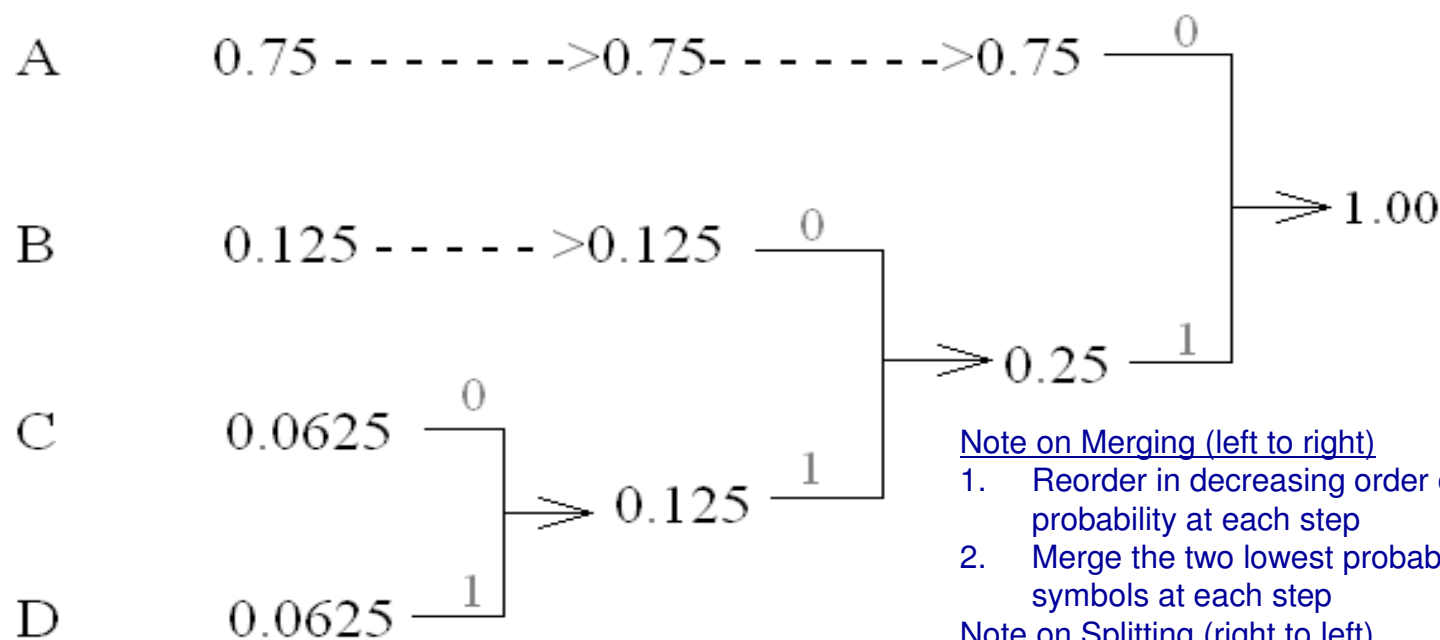 0
A 0.75 - - - - - - - ->0.75- - - - - - - ->0.75
1.00
0
B 0.125 - - - - - >0.125
1
0.25
0
C 0.0625
Note on Merging (left to right)
1. Reorder in decreasing order
probability at each step
1
0.125
2. Merge the two lowest
symbols at each step
1
D 0.0625
Note on Splitting (right to left)